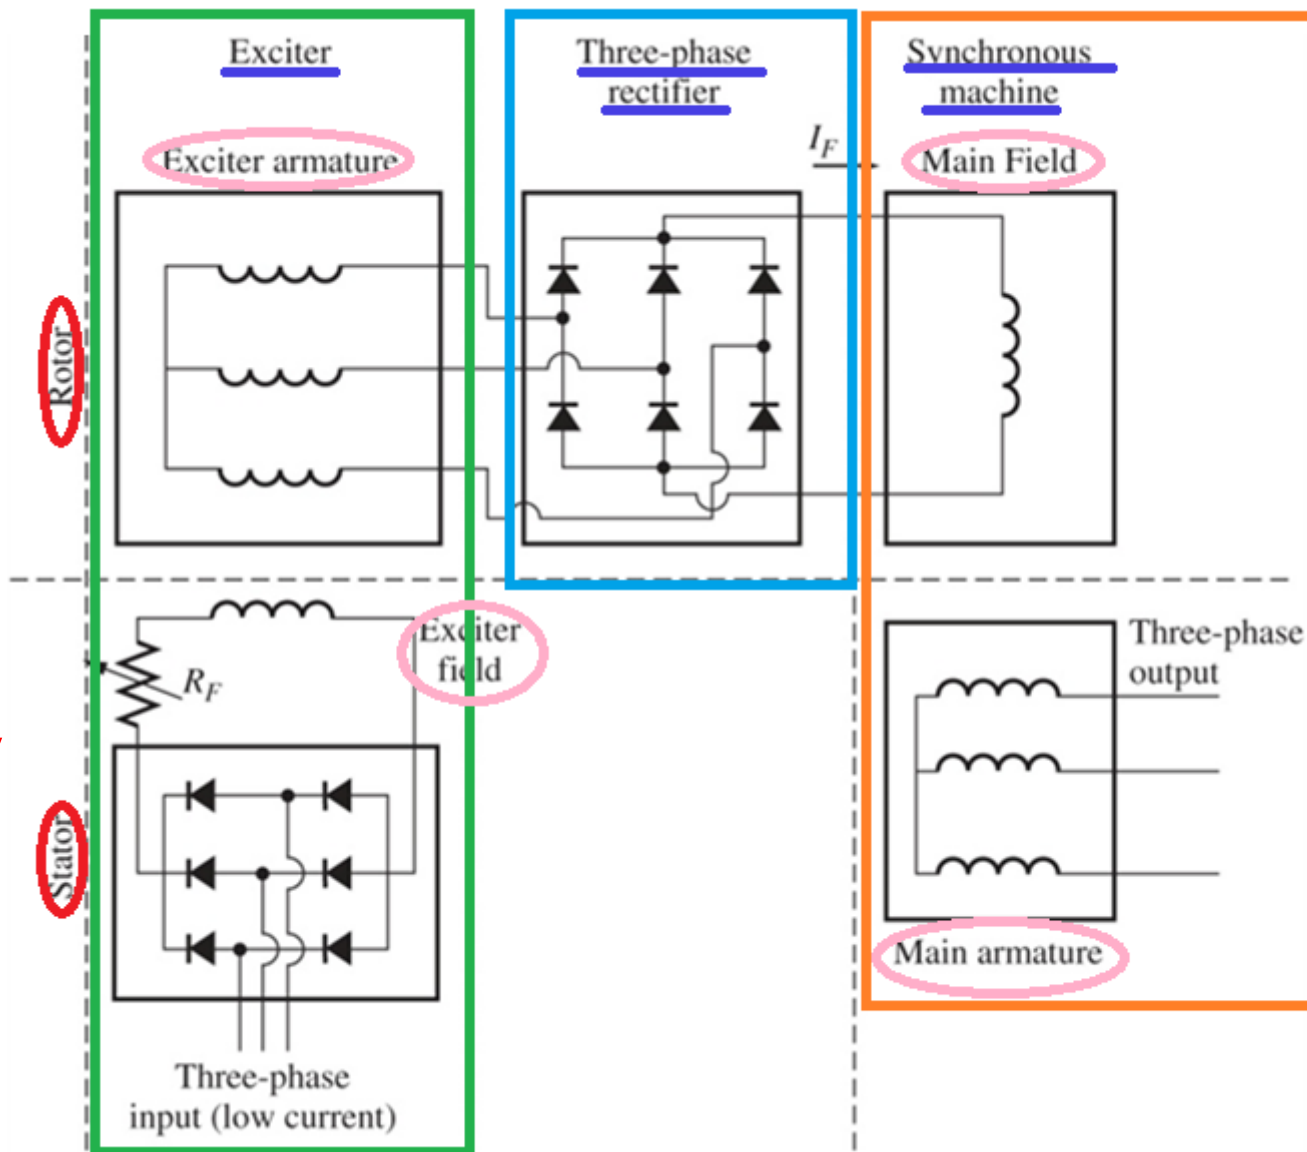 Exciter
Three-phase
rectifier
Synchronous
machine
Exciter armature
I_F
Main Field
Rotor
Exciter
field
R_F
Three-phase
output
Stator
Main armature
Three-phase
input (low current)